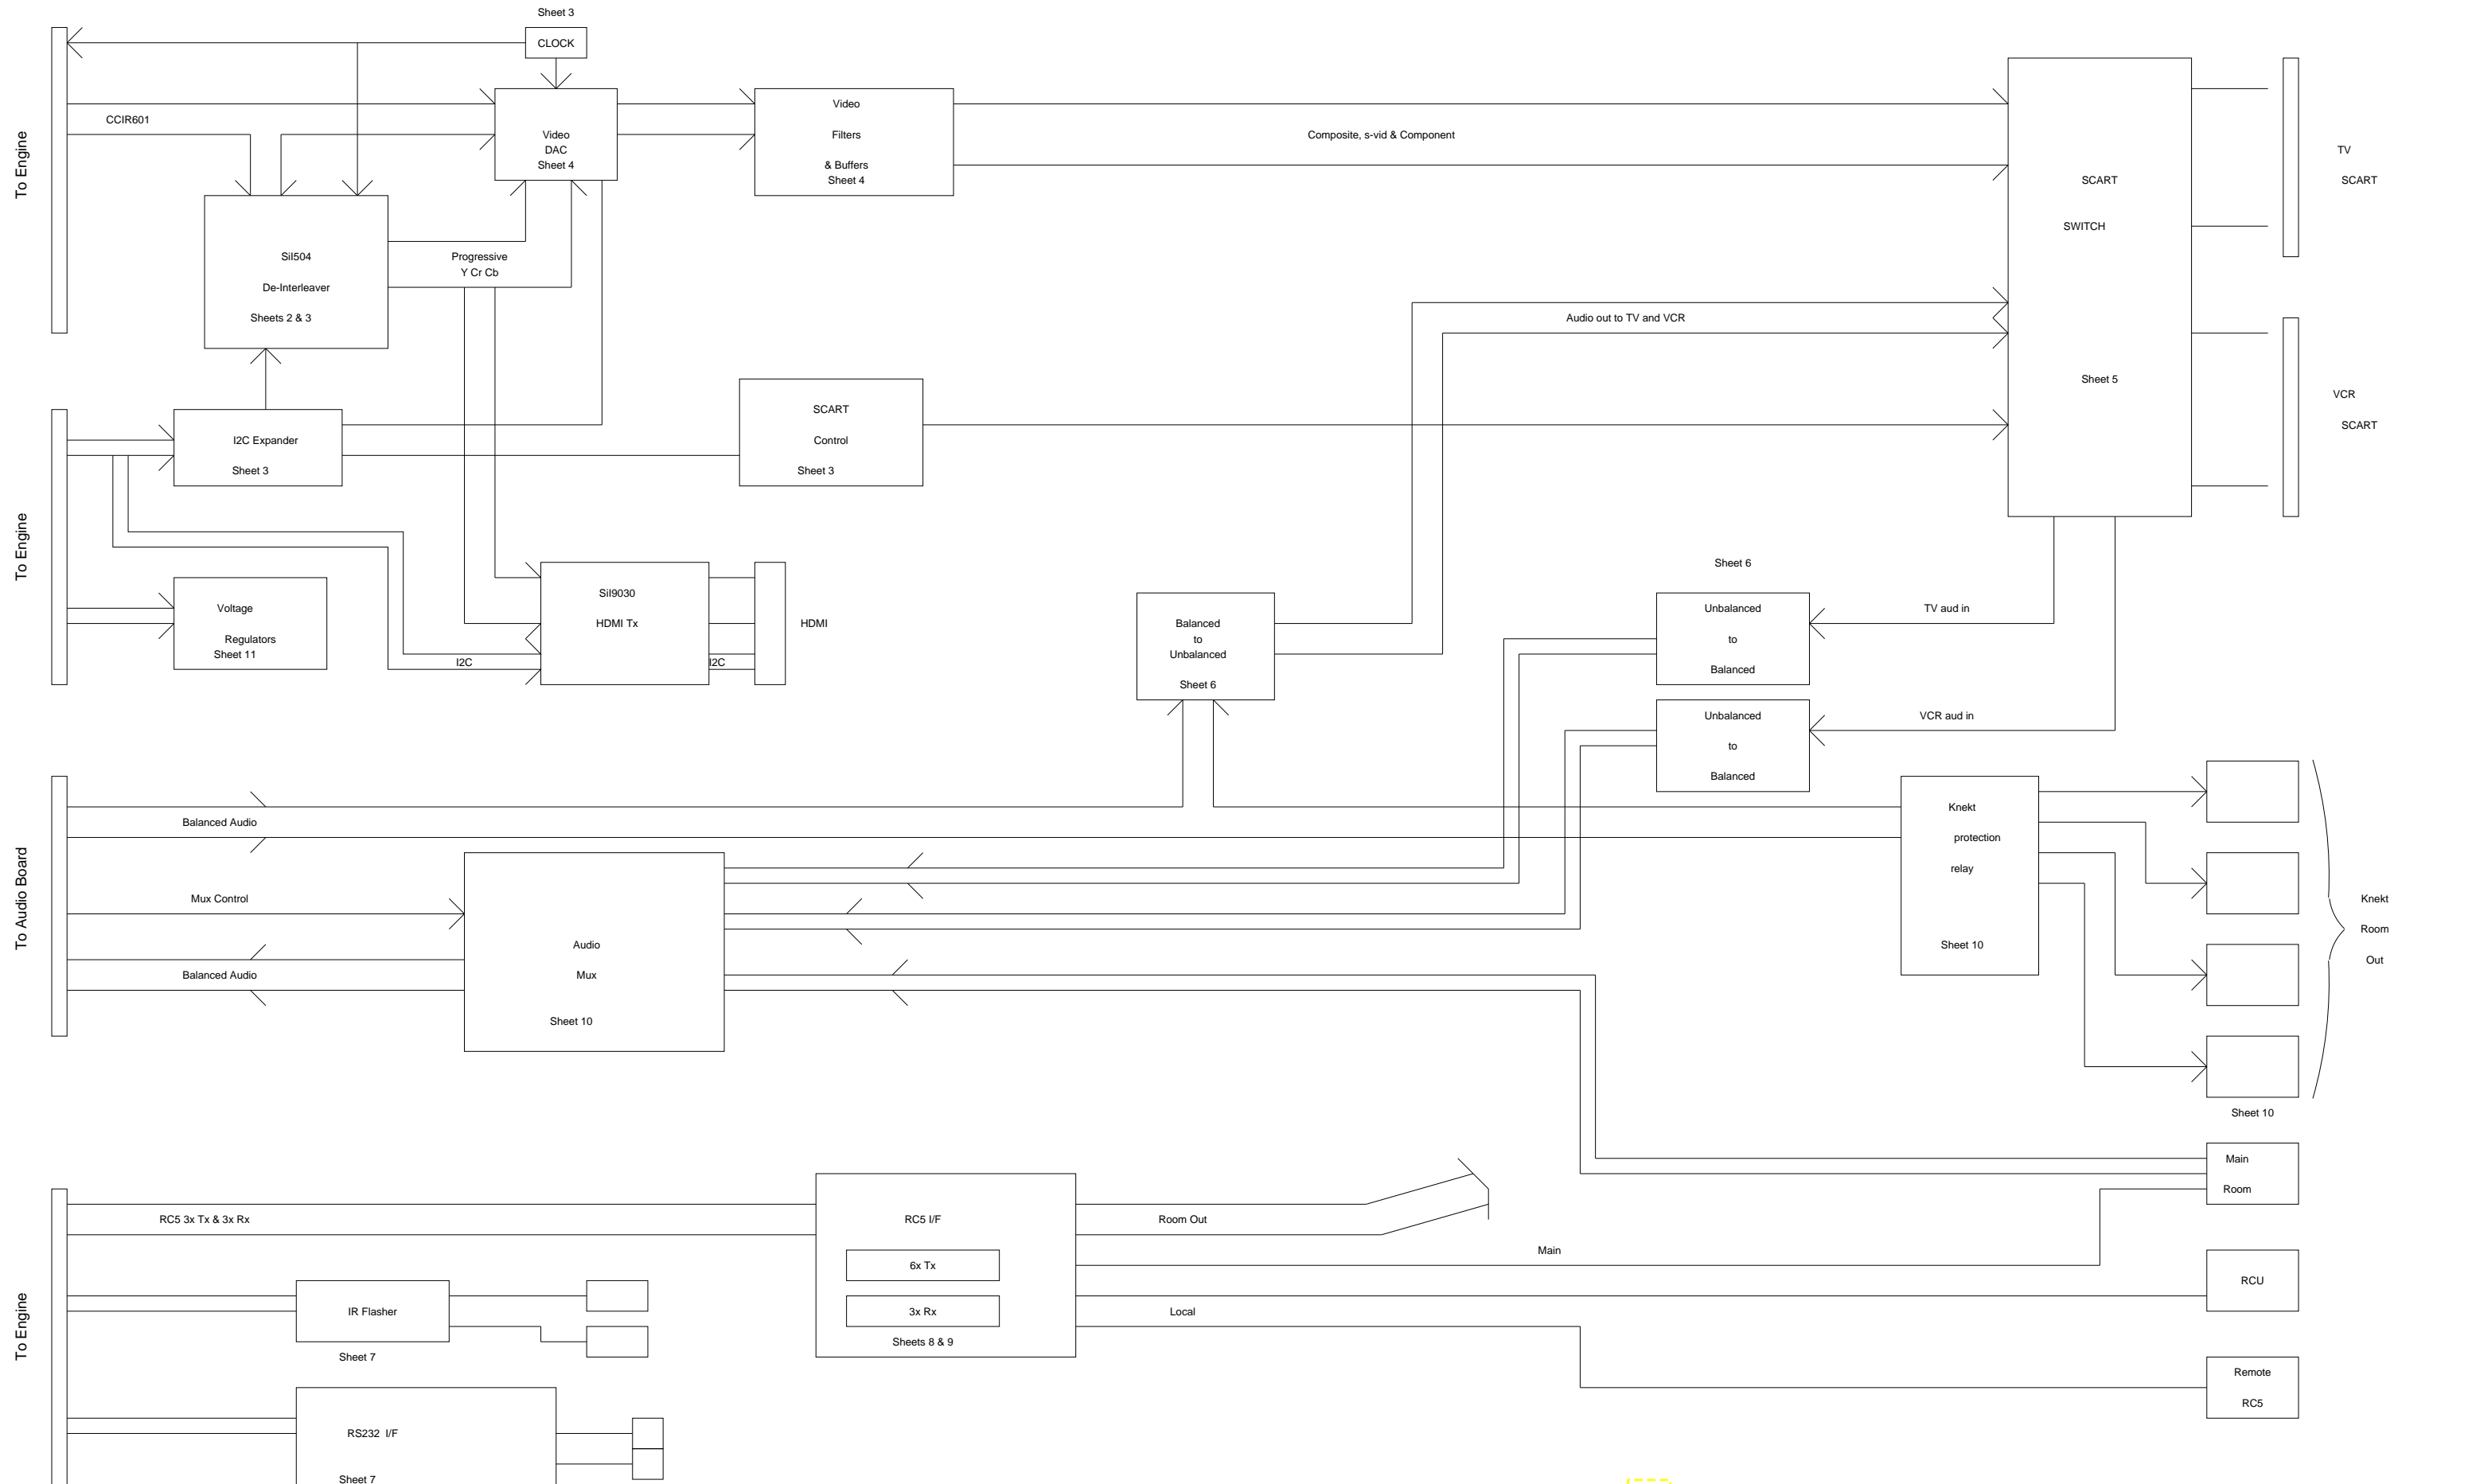 Sheet 3
CLOCK
To Engine
CCIR601
Video
DAC
Sheet 4
Video
Filters
& Buffers
Sheet 4
Composite, s-vid & Component
SCART
SWITCH
Sheet 5
TV
SCART
SiI504
De-Interleaver
Sheets 2 & 3
Progressive
Y Cr Cb
Audio out to TV and VCR
VCR
SCART
To Engine
I2C Expander
Sheet 3
SCART
Control
Sheet 3
Voltage
Regulators
Sheet 11
I2C
SiI9030
HDMI Tx
I2C
HDMI
Balanced
to
Unbalanced
Sheet 6
Sheet 6
Unbalanced
to
Balanced
TV aud in
Unbalanced
to
Balanced
VCR aud in
To Audio Board
Balanced Audio
Mux Control
Balanced Audio
Audio
Mux
Sheet 10
Knekt
protection
relay
Sheet 10
Knekt
Room
Out
Sheet 10
Main
Room
To Engine
RC5 3x Tx & 3x Rx
RC5 I/F
6x Tx
3x Rx
Sheets 8 & 9
Room Out
Main
Local
RCU
Remote
RC5
IR Flasher
Sheet 7
RS232 I/F
Sheet 7